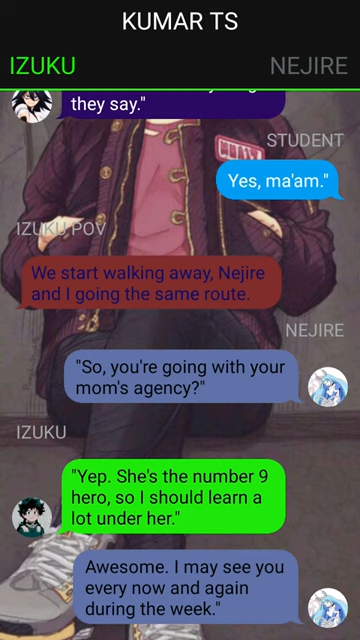 KUMAR TS
IZUKU
NEJIRE
they say."
STUDENT
Yes, ma'am."
IZUKU POV
We start walking away, Nejire
and I going the same route.
NEJIRE
"So, you're going with your
mom's agency?"
IZUKU
"Yep. She's the number 9
hero, so I should learn a
lot under her."
Awesome. I may see you
every now and again
during the week."